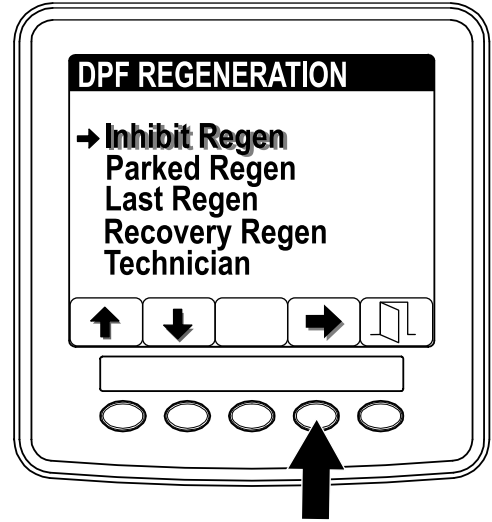 DPF REGENERATION
Inhibit Regen
Parked Regen
Last Regen
Recovery Regen
Technician